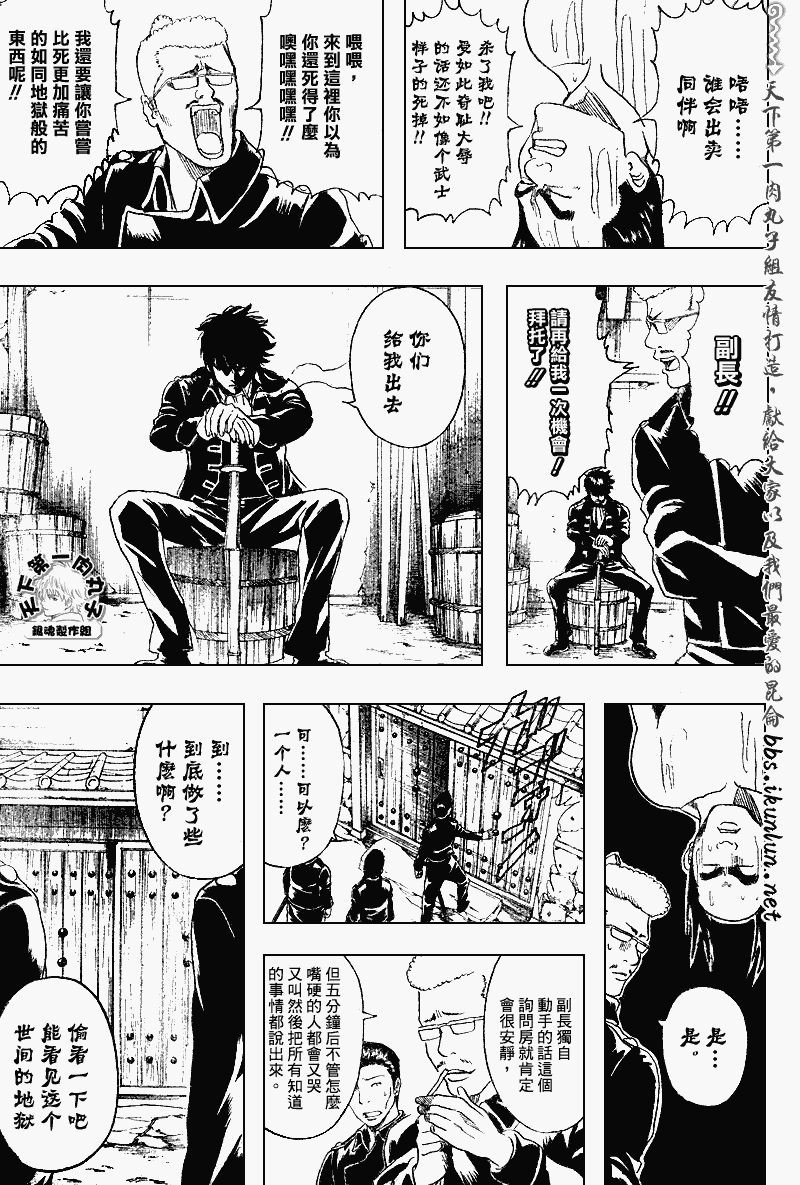 唔唔……
谁会出卖
同伴啊
杀了我吧!!
受如此奇耻大辱
的话还不如像个武士
样子的死掉!!
喂喂，
來到這裡你以為
你還死得了麼
噢嘿嘿嘿嘿!!
我還要讓你嘗嘗
比死更加痛苦
的如同地獄般的
東西呢!!
副長!!
請再給我一次機會!
拜托了!!
你们
给我出去
是…
是。
可……可以麽?
一个人……
到……
到底做了些
什麽啊?
副長獨自
動手的話這個
詢問房就肯定
會很安靜，
但五分鐘后不管怎麼
嘴硬的人都會又哭
又叫然後把所有知道
的事情都說出來。
偷看一下吧
能看见这个
世间的地狱
天下第一肉丸子
銀魂製作組
天下第一肉丸子組友情打造，獻給大家以及我們最愛的昆侖 bbs.ikunlun.net